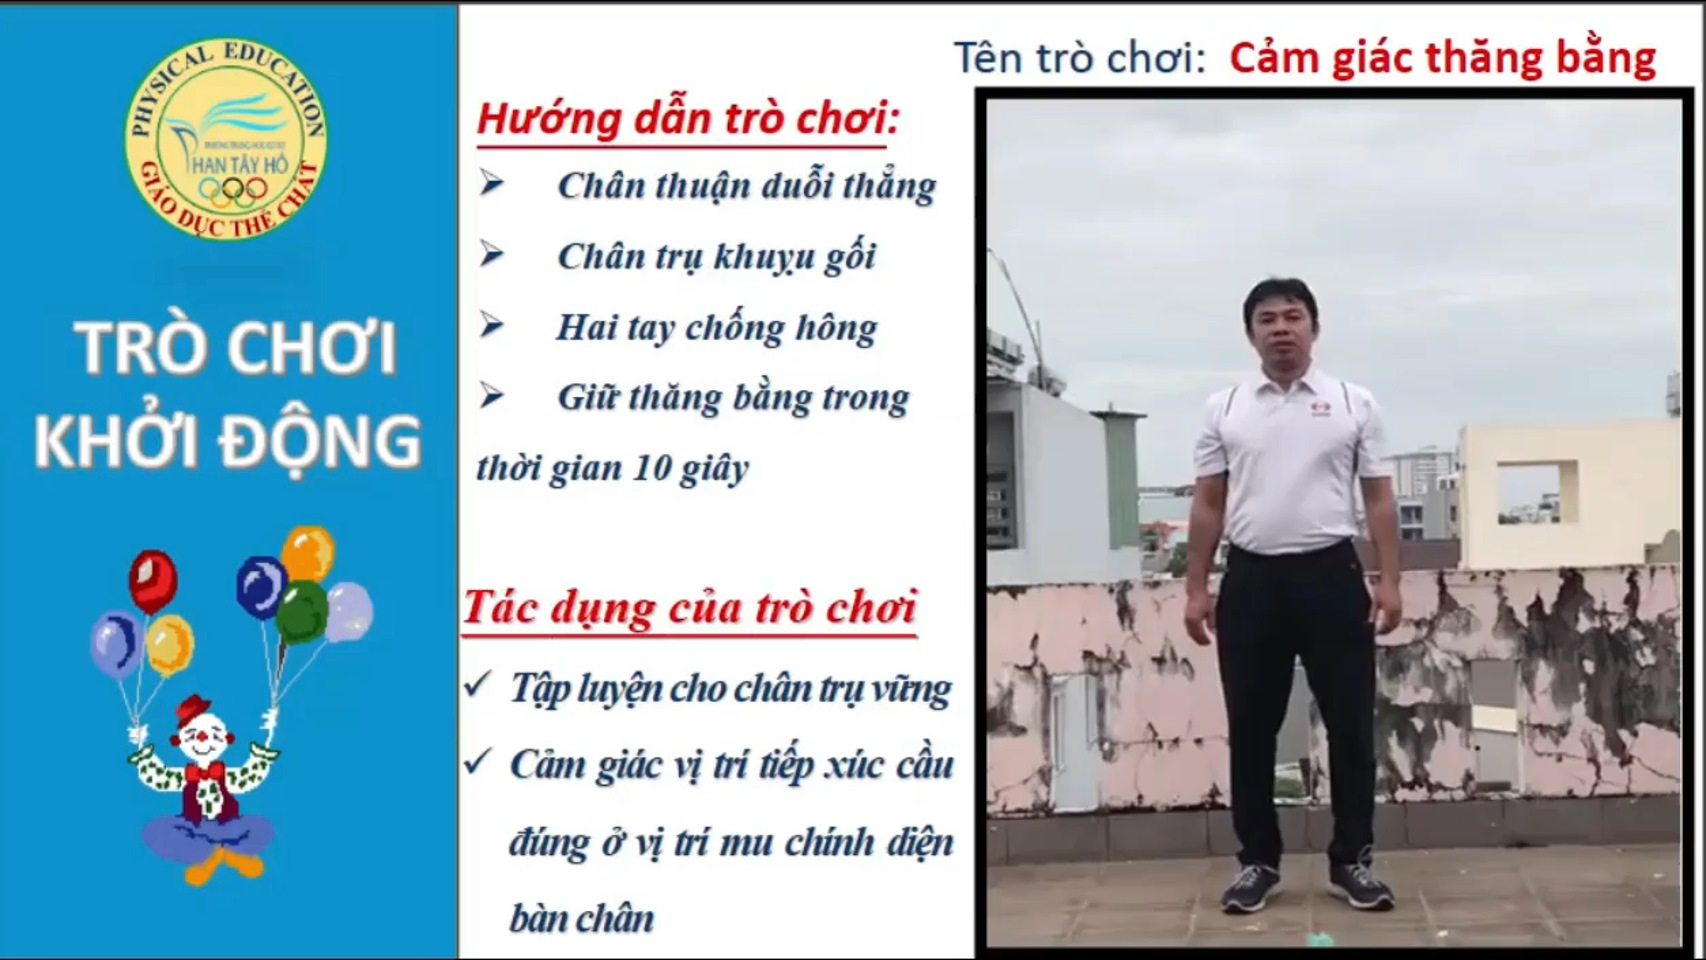 PHYSICAL EDUCATION
PHAN TÂY HỒ
GIÁO DỤC THỂ CHẤT
TRÒ CHƠI
KHỞI ĐỘNG
Tên trò chơi: Cảm giác thăng bằng
Hướng dẫn trò chơi:
➢ Chân thuận duỗi thẳng
➢ Chân trụ khuỵu gối
➢ Hai tay chống hông
➢ Giữ thăng bằng trong
thời gian 10 giây
Tác dụng của trò chơi
✓ Tập luyện cho chân trụ vững
✓ Cảm giác vị trí tiếp xúc cầu
đúng ở vị trí mu chính diện
bàn chân